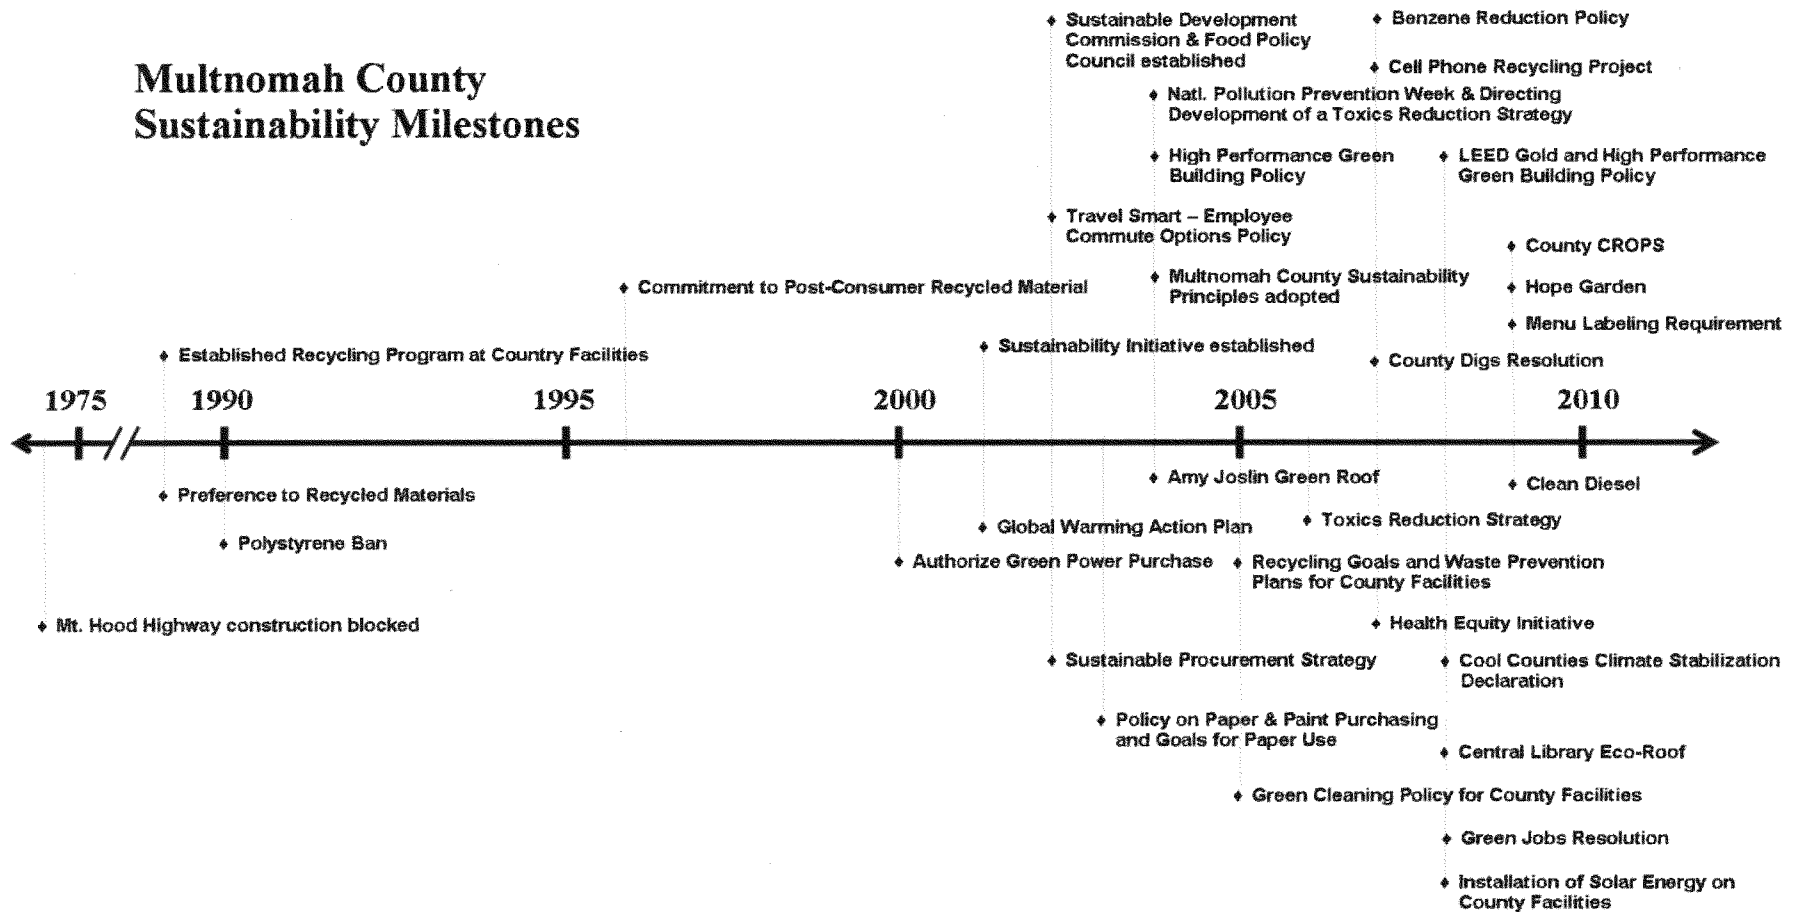 Multnomah County
Sustainability Milestones
Sustainable Development
Commission & Food Policy
Council established
Benzene Reduction Policy
Cell Phone Recycling Project
Natl. Pollution Prevention Week & Directing
Development of a Toxics Reduction Strategy
High Performance Green
Building Policy
LEED Gold and High Performance
Green Building Policy
Travel Smart – Employee
Commute Options Policy
County CROPS
Commitment to Post-Consumer Recycled Material
Multnomah County Sustainability
Principles adopted
Hope Garden
Menu Labeling Requirement
Established Recycling Program at Country Facilities
Sustainability Initiative established
County Digs Resolution
1975
1990
1995
2000
2005
2010
Preference to Recycled Materials
Amy Joslin Green Roof
Clean Diesel
Polystyrene Ban
Global Warming Action Plan
Toxics Reduction Strategy
Authorize Green Power Purchase
Recycling Goals and Waste Prevention
Plans for County Facilities
Mt. Hood Highway construction blocked
Health Equity Initiative
Sustainable Procurement Strategy
Cool Counties Climate Stabilization
Declaration
Policy on Paper & Paint Purchasing
and Goals for Paper Use
Central Library Eco-Roof
Green Cleaning Policy for County Facilities
Green Jobs Resolution
Installation of Solar Energy on
County Facilities